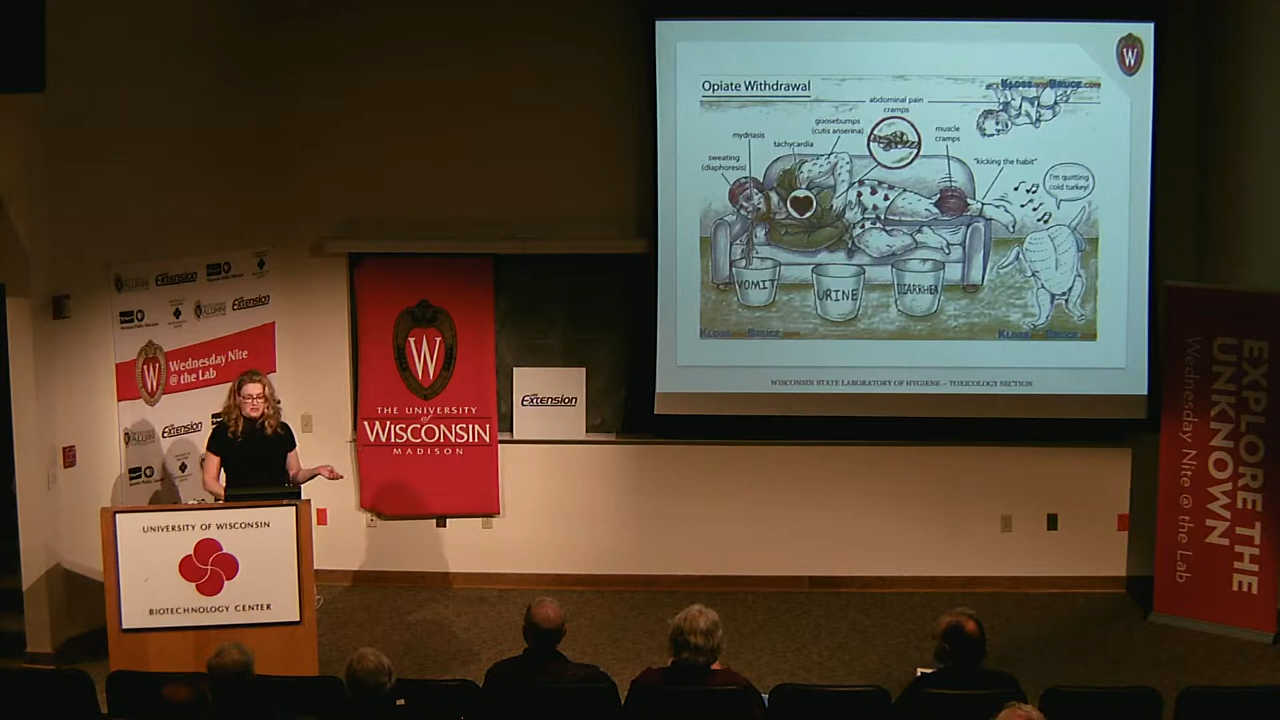 Opiate Withdrawal
abdominal pain
cramps
goosebumps
(cutis anserina)
mydriasis
tachycardia
muscle
cramps
sweating
(diaphoresis)
"kicking the habit"
I'm quitting
cold turkey!
VOMIT
URINE
DIARRHEA
WISCONSIN STATE LABORATORY OF HYGIENE – TOXICOLOGY SECTION
W
Extension
Extension
Wednesday Nite
@ the Lab
Extension
W
THE UNIVERSITY
of
WISCONSIN
MADISON
Extension
UNIVERSITY OF WISCONSIN
BIOTECHNOLOGY CENTER
EXPLORE THE
UNKNOWN
Wednesday Nite @ the Lab